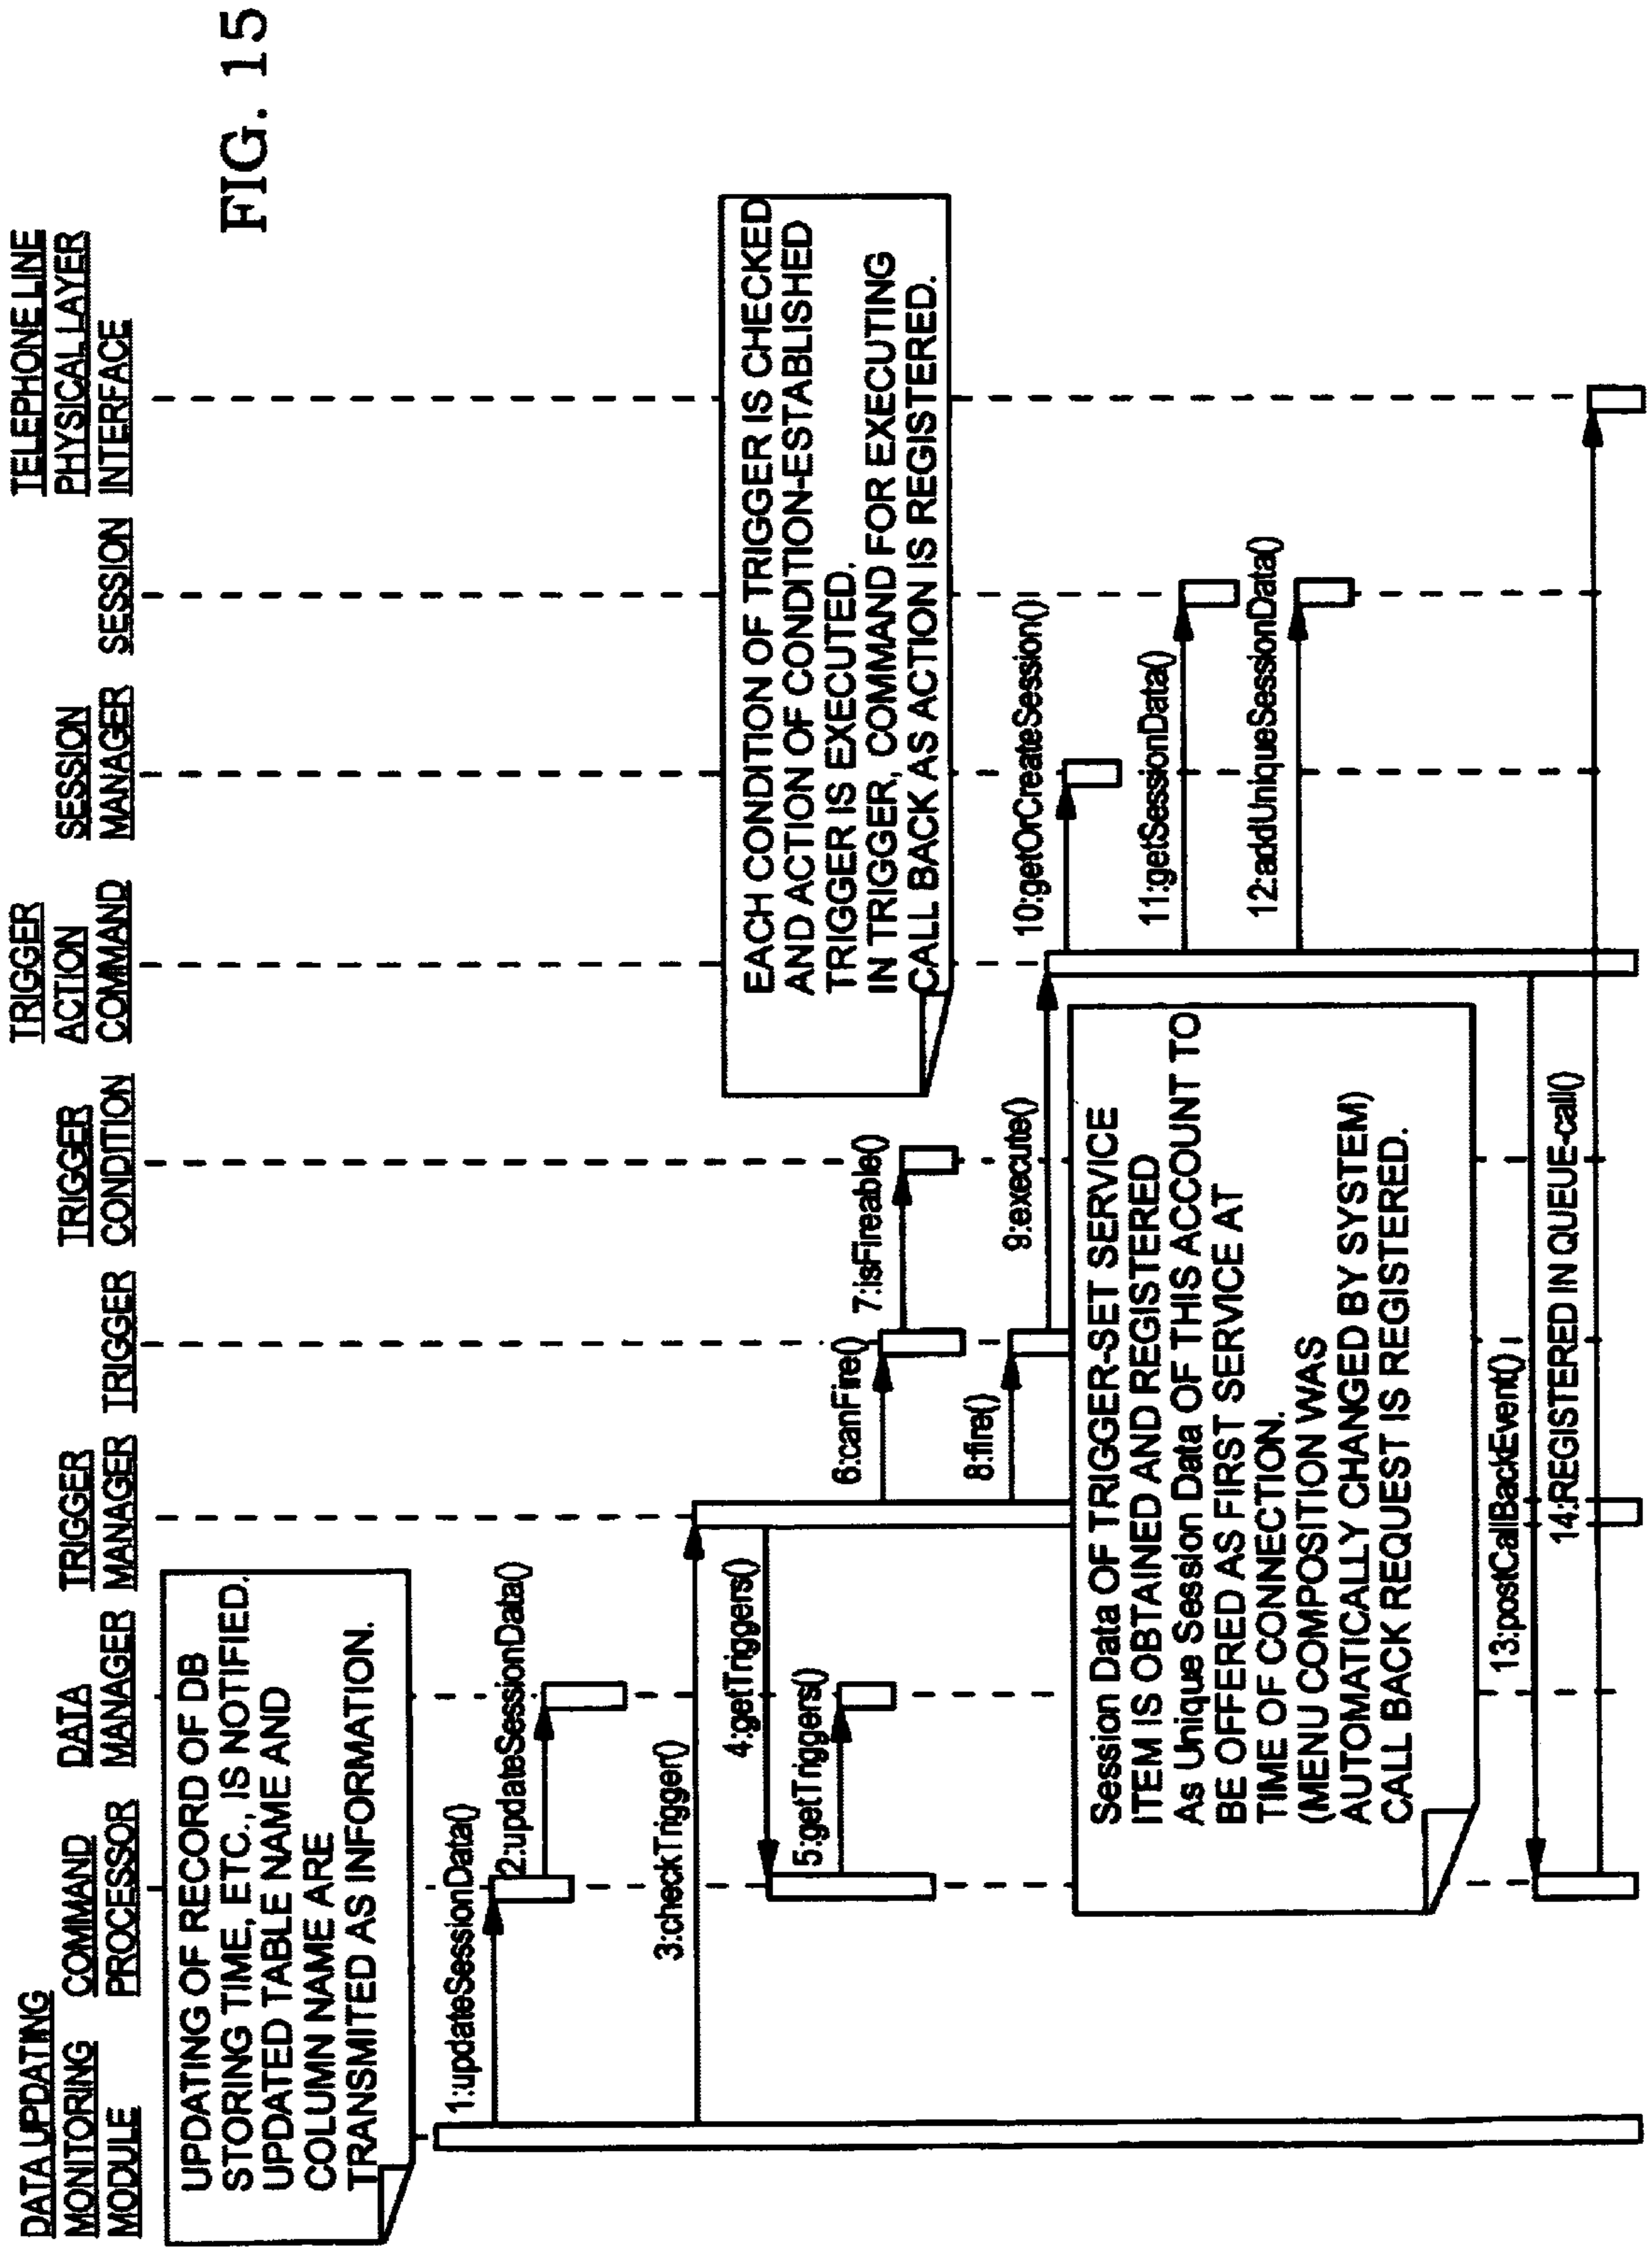 FIG. 15
DATA UPDATING
MONITORING
MODULE
COMMAND
PROCESSOR
DATA
MANAGER
TRIGGER
MANAGER
TRIGGER
TRIGGER
CONDITION
TRIGGER
ACTION
COMMAND
SESSION
MANAGER
SESSION
TELEPHONE LINE
PHYSICAL LAYER
INTERFACE
UPDATING OF RECORD OF DB
STORING TIME, ETC., IS NOTIFIED.
UPDATED TABLE NAME AND
COLUMN NAME ARE
TRANSMITTED AS INFORMATION.
1:updateSessionData()
2:updateSessionData()
3:checkTrigger()
4:getTriggers()
5:getTriggers()
EACH CONDITION OF TRIGGER IS CHECKED
AND ACTION OF CONDITION-ESTABLISHED
TRIGGER IS EXECUTED.
IN TRIGGER, COMMAND FOR EXECUTING
CALL BACK AS ACTION IS REGISTERED.
6:canFire()
7:isFireable()
8:fire()
9:execute()
10:getOrCreateSession()
11:getSessionData()
12:addUniqueSessionData()
Session Data OF TRIGGER-SET SERVICE
ITEM IS OBTAINED AND REGISTERED
As Unique Session Data OF THIS ACCOUNT TO
BE OFFERED AS FIRST SERVICE AT
TIME OF CONNECTION.
(MENU COMPOSITION WAS
AUTOMATICALLY CHANGED BY SYSTEM)
CALL BACK REQUEST IS REGISTERED.
13:postCallBackEvent()
14:REGISTERED IN QUEUE-call()